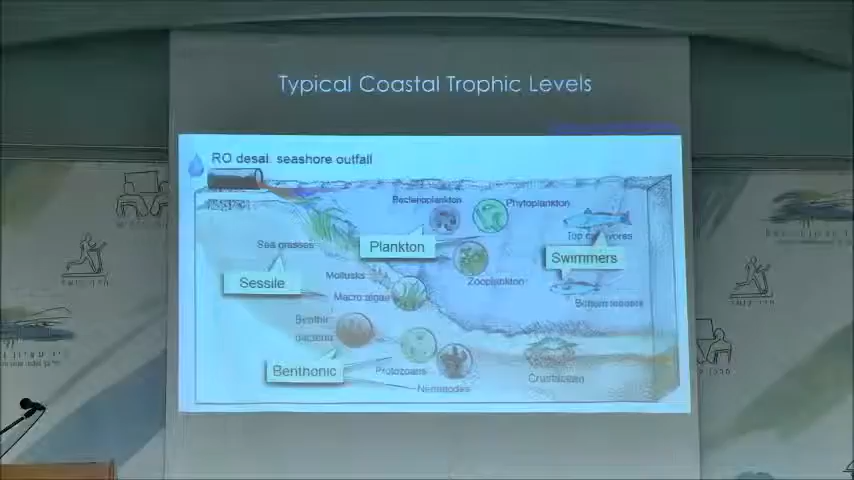 Typical Coastal Trophic Levels
RO desal. seashore outfall
Bacterioplankton
Phytoplankton
Plankton
Top carnivores
Sea grasses
Swimmers
Sessile
Mollusks
Zooplankton
Macro algae
Bottom feeders
Benthic
bacteria
Benthonic
Protozoans
Crustacean
Nematodes